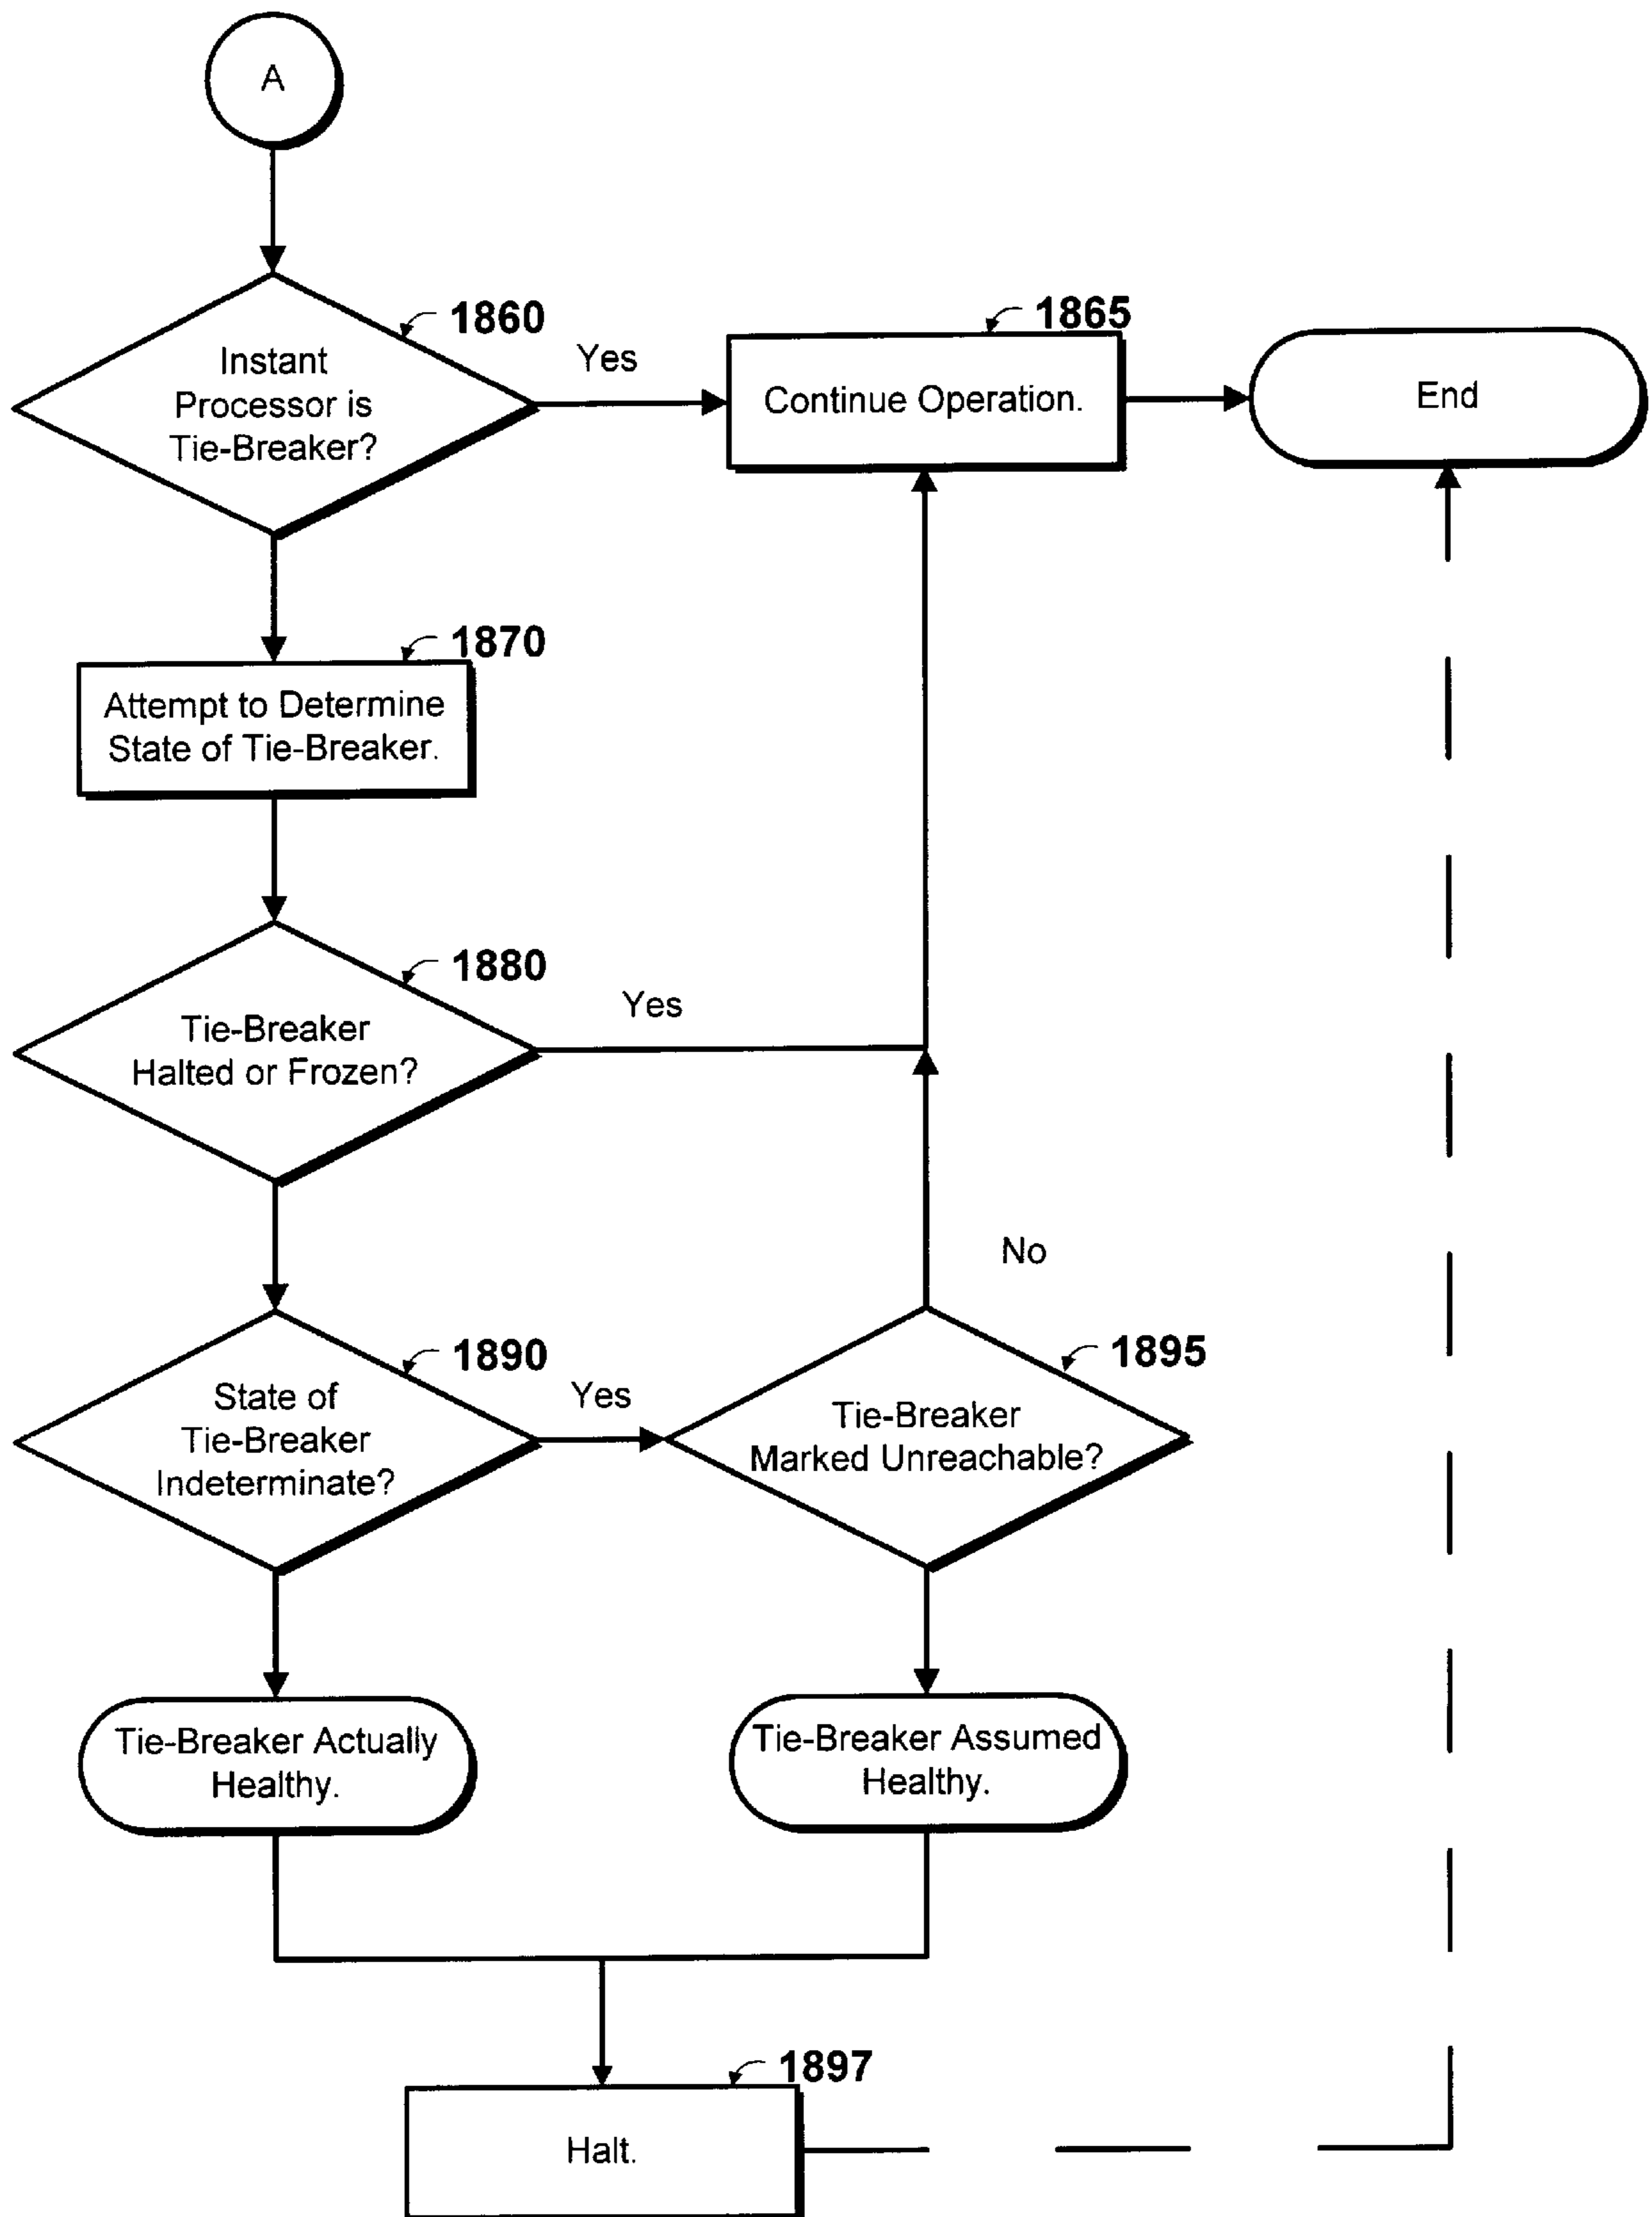 A
1860
Instant
Processor is
Tie-Breaker?
Yes
1865
Continue Operation.
End
1870
Attempt to Determine
State of Tie-Breaker.
1880
Tie-Breaker
Halted or Frozen?
Yes
No
1890
State of
Tie-Breaker
Indeterminate?
Yes
1895
Tie-Breaker
Marked Unreachable?
Tie-Breaker Actually
Healthy.
Tie-Breaker Assumed
Healthy.
1897
Halt.